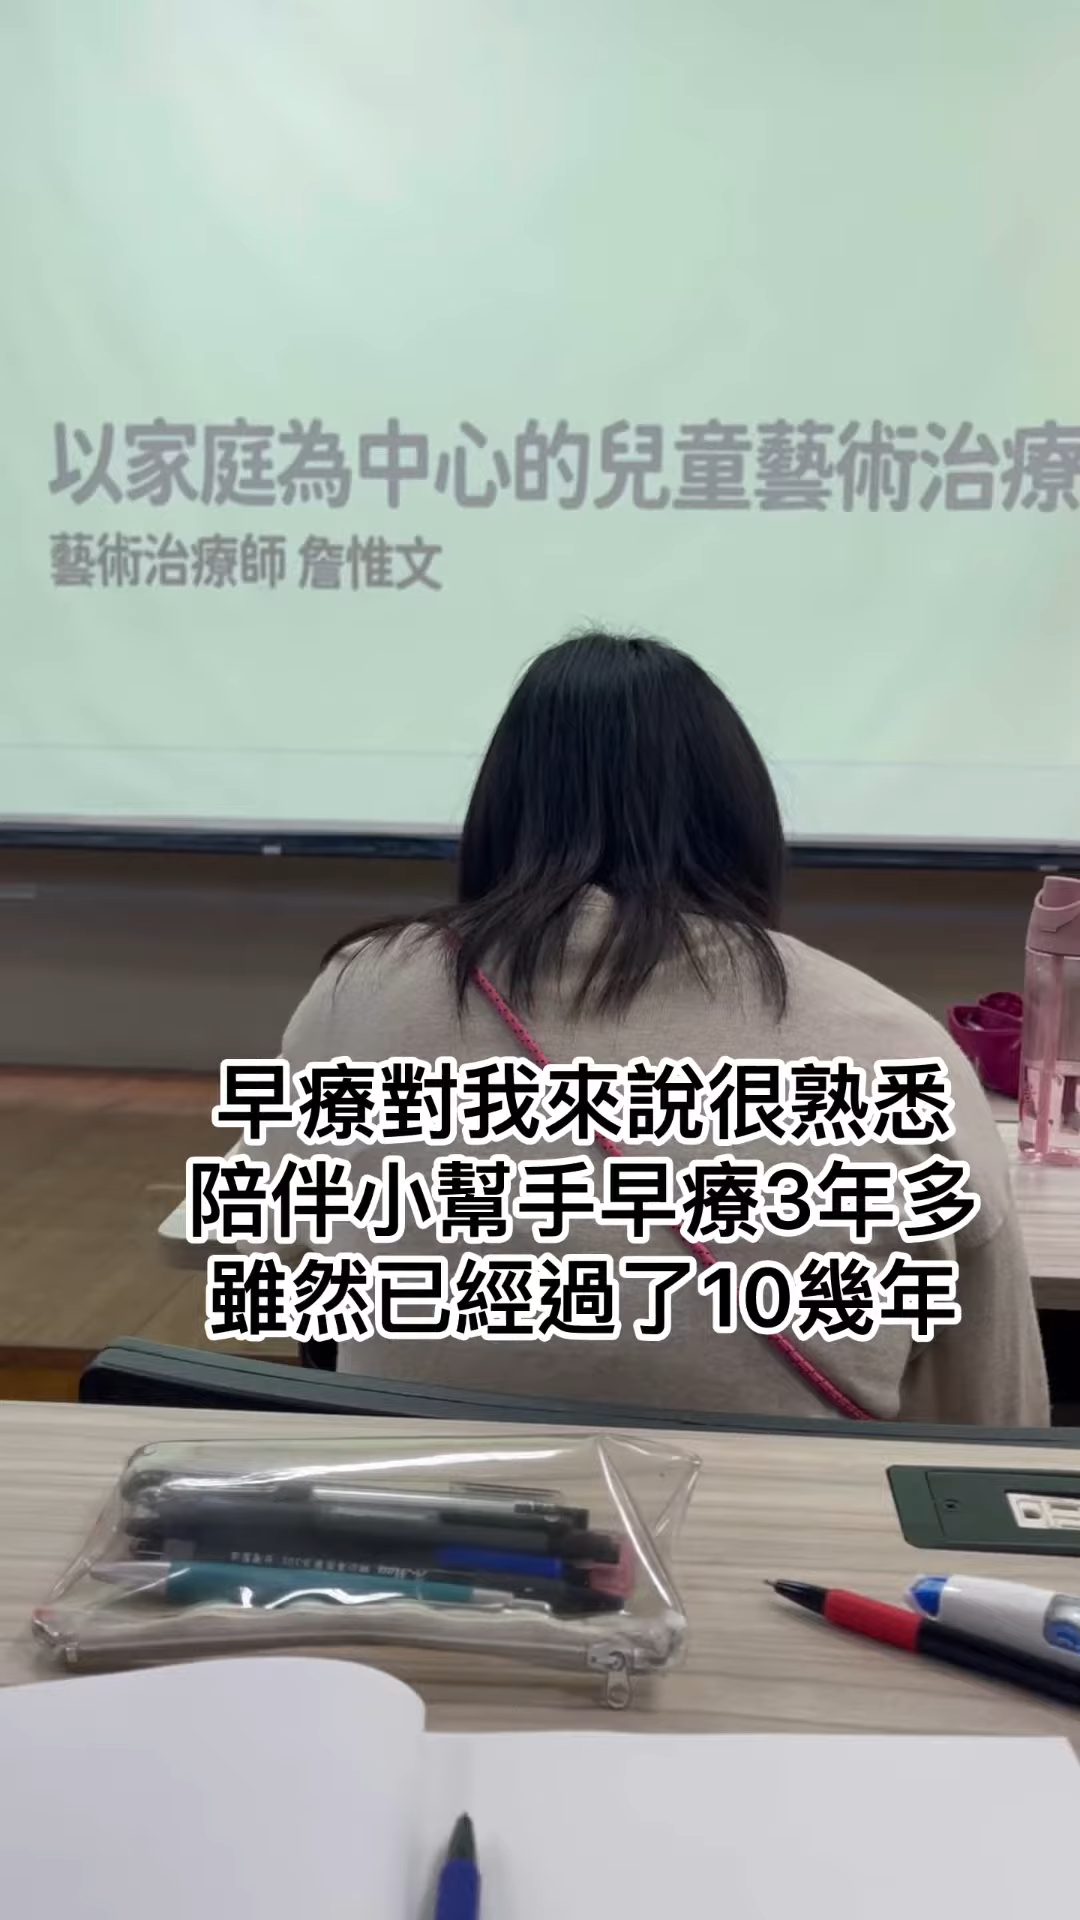 以家庭為中心的兒童藝術治療
藝術治療師 詹惟文
早療對我來說很熟悉
陪伴小幫手早療3年多
雖然已經過了10幾年